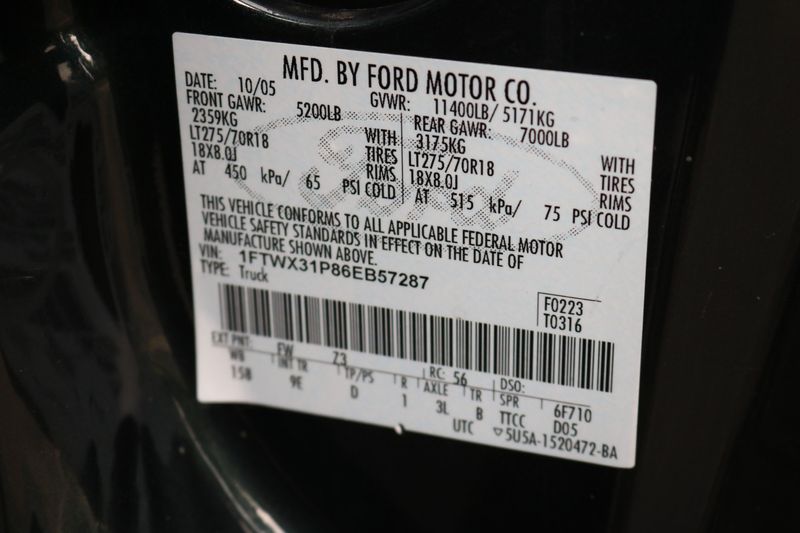 MFD. BY FORD MOTOR CO.
DATE: 10/05 GVWR: 11400LB/ 5171KG
FRONT GAWR: 5200LB REAR GAWR: 7000LB
2359KG WITH 3175KG WITH
LT275/70R18 TIRES LT275/70R18 TIRES
18X8.0J RIMS 18X8.0J RIMS
AT 450 kPa/ 65 PSI COLD AT 515 kPa/ 75 PSI COLD
THIS VEHICLE CONFORMS TO ALL APPLICABLE FEDERAL MOTOR
VEHICLE SAFETY STANDARDS IN EFFECT ON THE DATE OF
MANUFACTURE SHOWN ABOVE.
VIN: 1FTWX31P86EB57287
TYPE: Truck
F0223
T0316
EXT PNT: FW Z3 RC: 56 DSO:
WB INT TR TP/PS R AXLE TR SPR 6F710
158 9E D 1 3L B TTCC D05
UTC ▽5U5A-1520472-BA
Ford